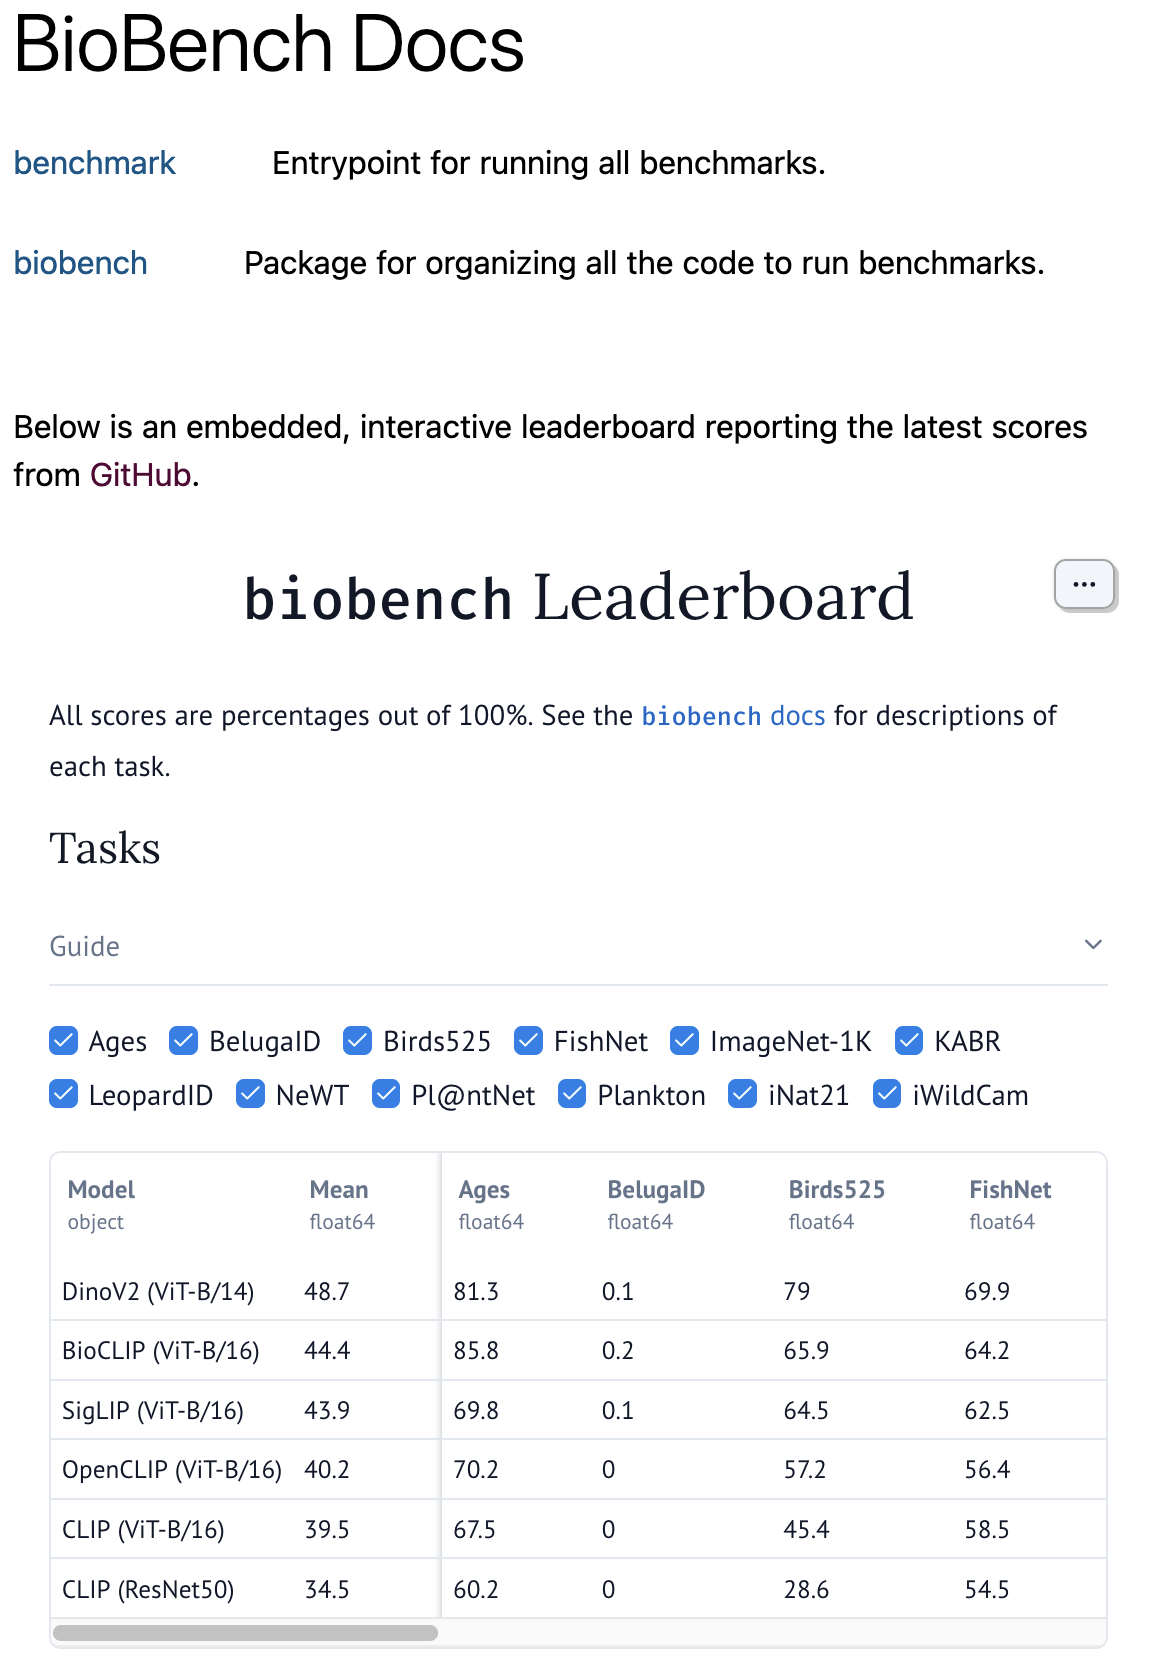 BioBench Docs
benchmark Entrypoint for running all benchmarks.
biobench Package for organizing all the code to run benchmarks.
Below is an embedded, interactive leaderboard reporting the latest scores
from GitHub.
biobench Leaderboard
...
All scores are percentages out of 100%. See the biobench docs for descriptions of
each task.
Tasks
Guide
Ages BelugaID Birds525 FishNet ImageNet-1K KABR
LeopardID NeWT Pl@ntNet Plankton iNat21 iWildCam
Model Mean Ages BelugaID Birds525 FishNet
object float64 float64 float64 float64 float64
DinoV2 (ViT-B/14) 48.7 81.3 0.1 79 69.9
BioCLIP (ViT-B/16) 44.4 85.8 0.2 65.9 64.2
SigLIP (ViT-B/16) 43.9 69.8 0.1 64.5 62.5
OpenCLIP (ViT-B/16) 40.2 70.2 0 57.2 56.4
CLIP (ViT-B/16) 39.5 67.5 0 45.4 58.5
CLIP (ResNet50) 34.5 60.2 0 28.6 54.5